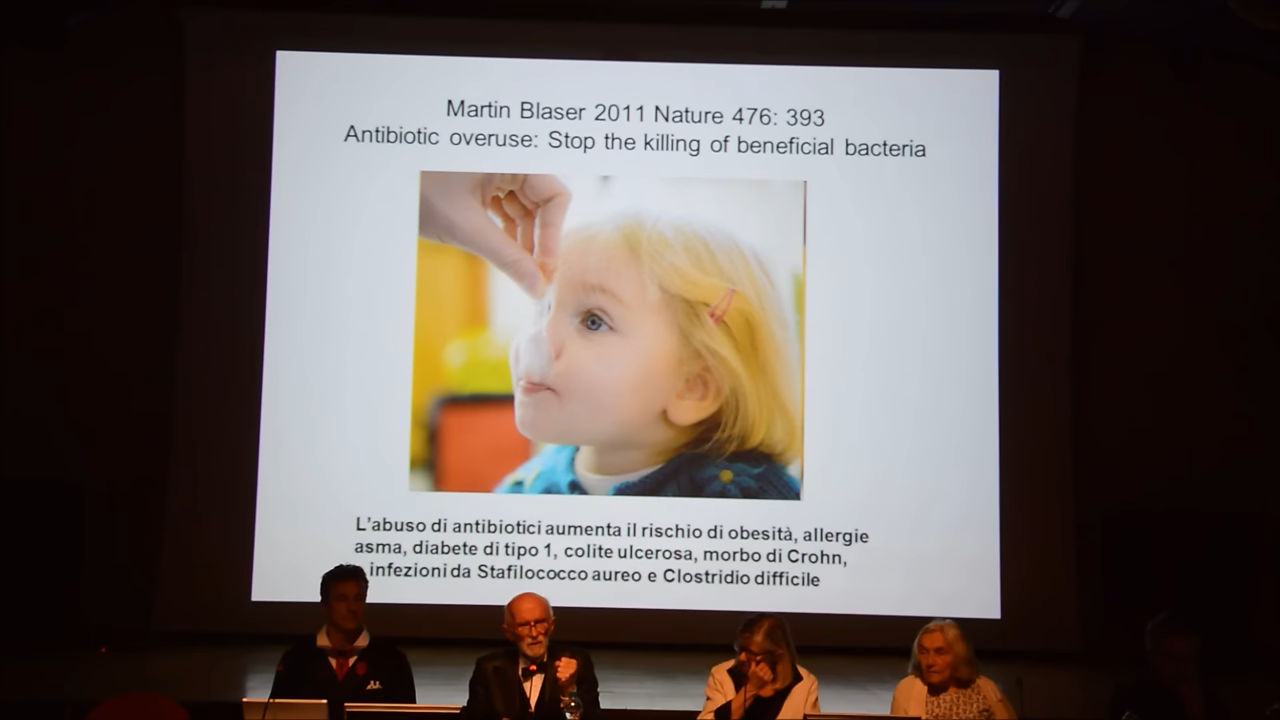 Martin Blaser 2011 Nature 476: 393
Antibiotic overuse: Stop the killing of beneficial bacteria
L'abuso di antibiotici aumenta il rischio di obesità, allergie
asma, diabete di tipo 1, colite ulcerosa, morbo di Crohn,
infezioni da Stafilococco aureo e Clostridio difficile